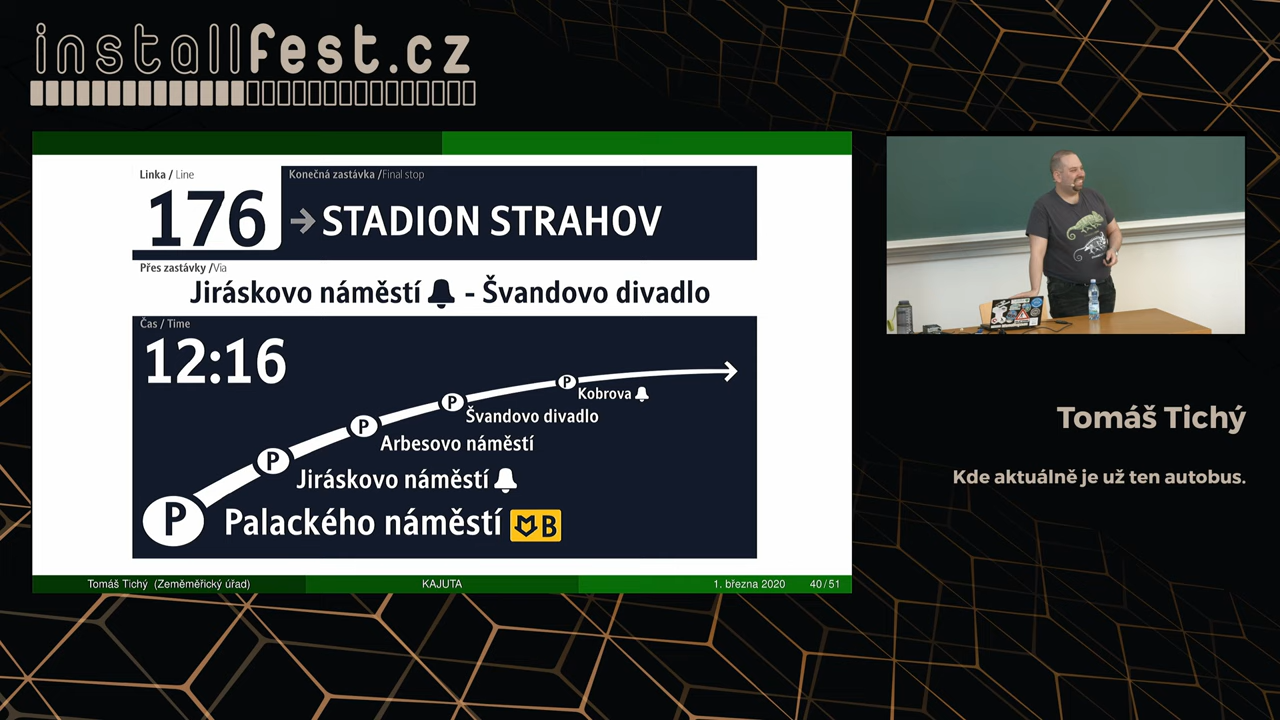 installfest.cz
Linka / Line
Konečná zastávka /Final stop
176
STADION STRAHOV
Přes zastávky /Via
Jiráskovo náměstí - Švandovo divadlo
Čas / Time
12:16
P Kobrova
P Švandovo divadlo
P Arbesovo náměstí
P Jiráskovo náměstí
P Palackého náměstí B
Tomáš Tichý (Zeměměřický úřad)
KAJUTA
1. března 2020
40/51
Tomáš Tichý
Kde aktuálně je už ten autobus.